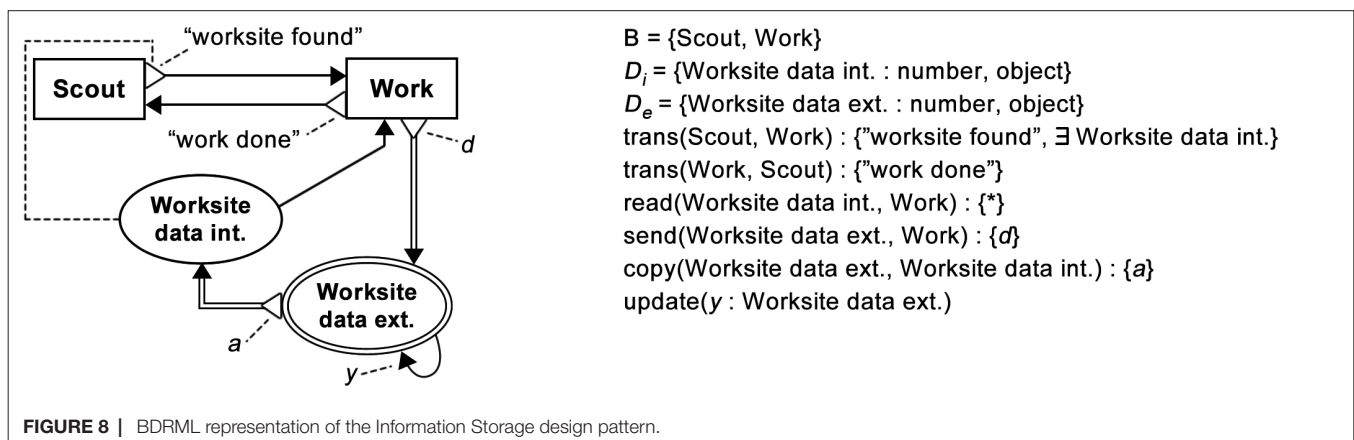 “worksite found”
Scout
Work
“work done”
d
Worksite
data int.
Worksite
data ext.
a
y
B = {Scout, Work}
Di = {Worksite data int. : number, object}
De = {Worksite data ext. : number, object}
trans(Scout, Work) : {”worksite found”, ∃ Worksite data int.}
trans(Work, Scout) : {”work done”}
read(Worksite data int., Work) : {*}
send(Worksite data ext., Work) : {d}
copy(Worksite data ext., Worksite data int.) : {a}
update(y : Worksite data ext.)
FIGURE 8 | BDRML representation of the Information Storage design pattern.